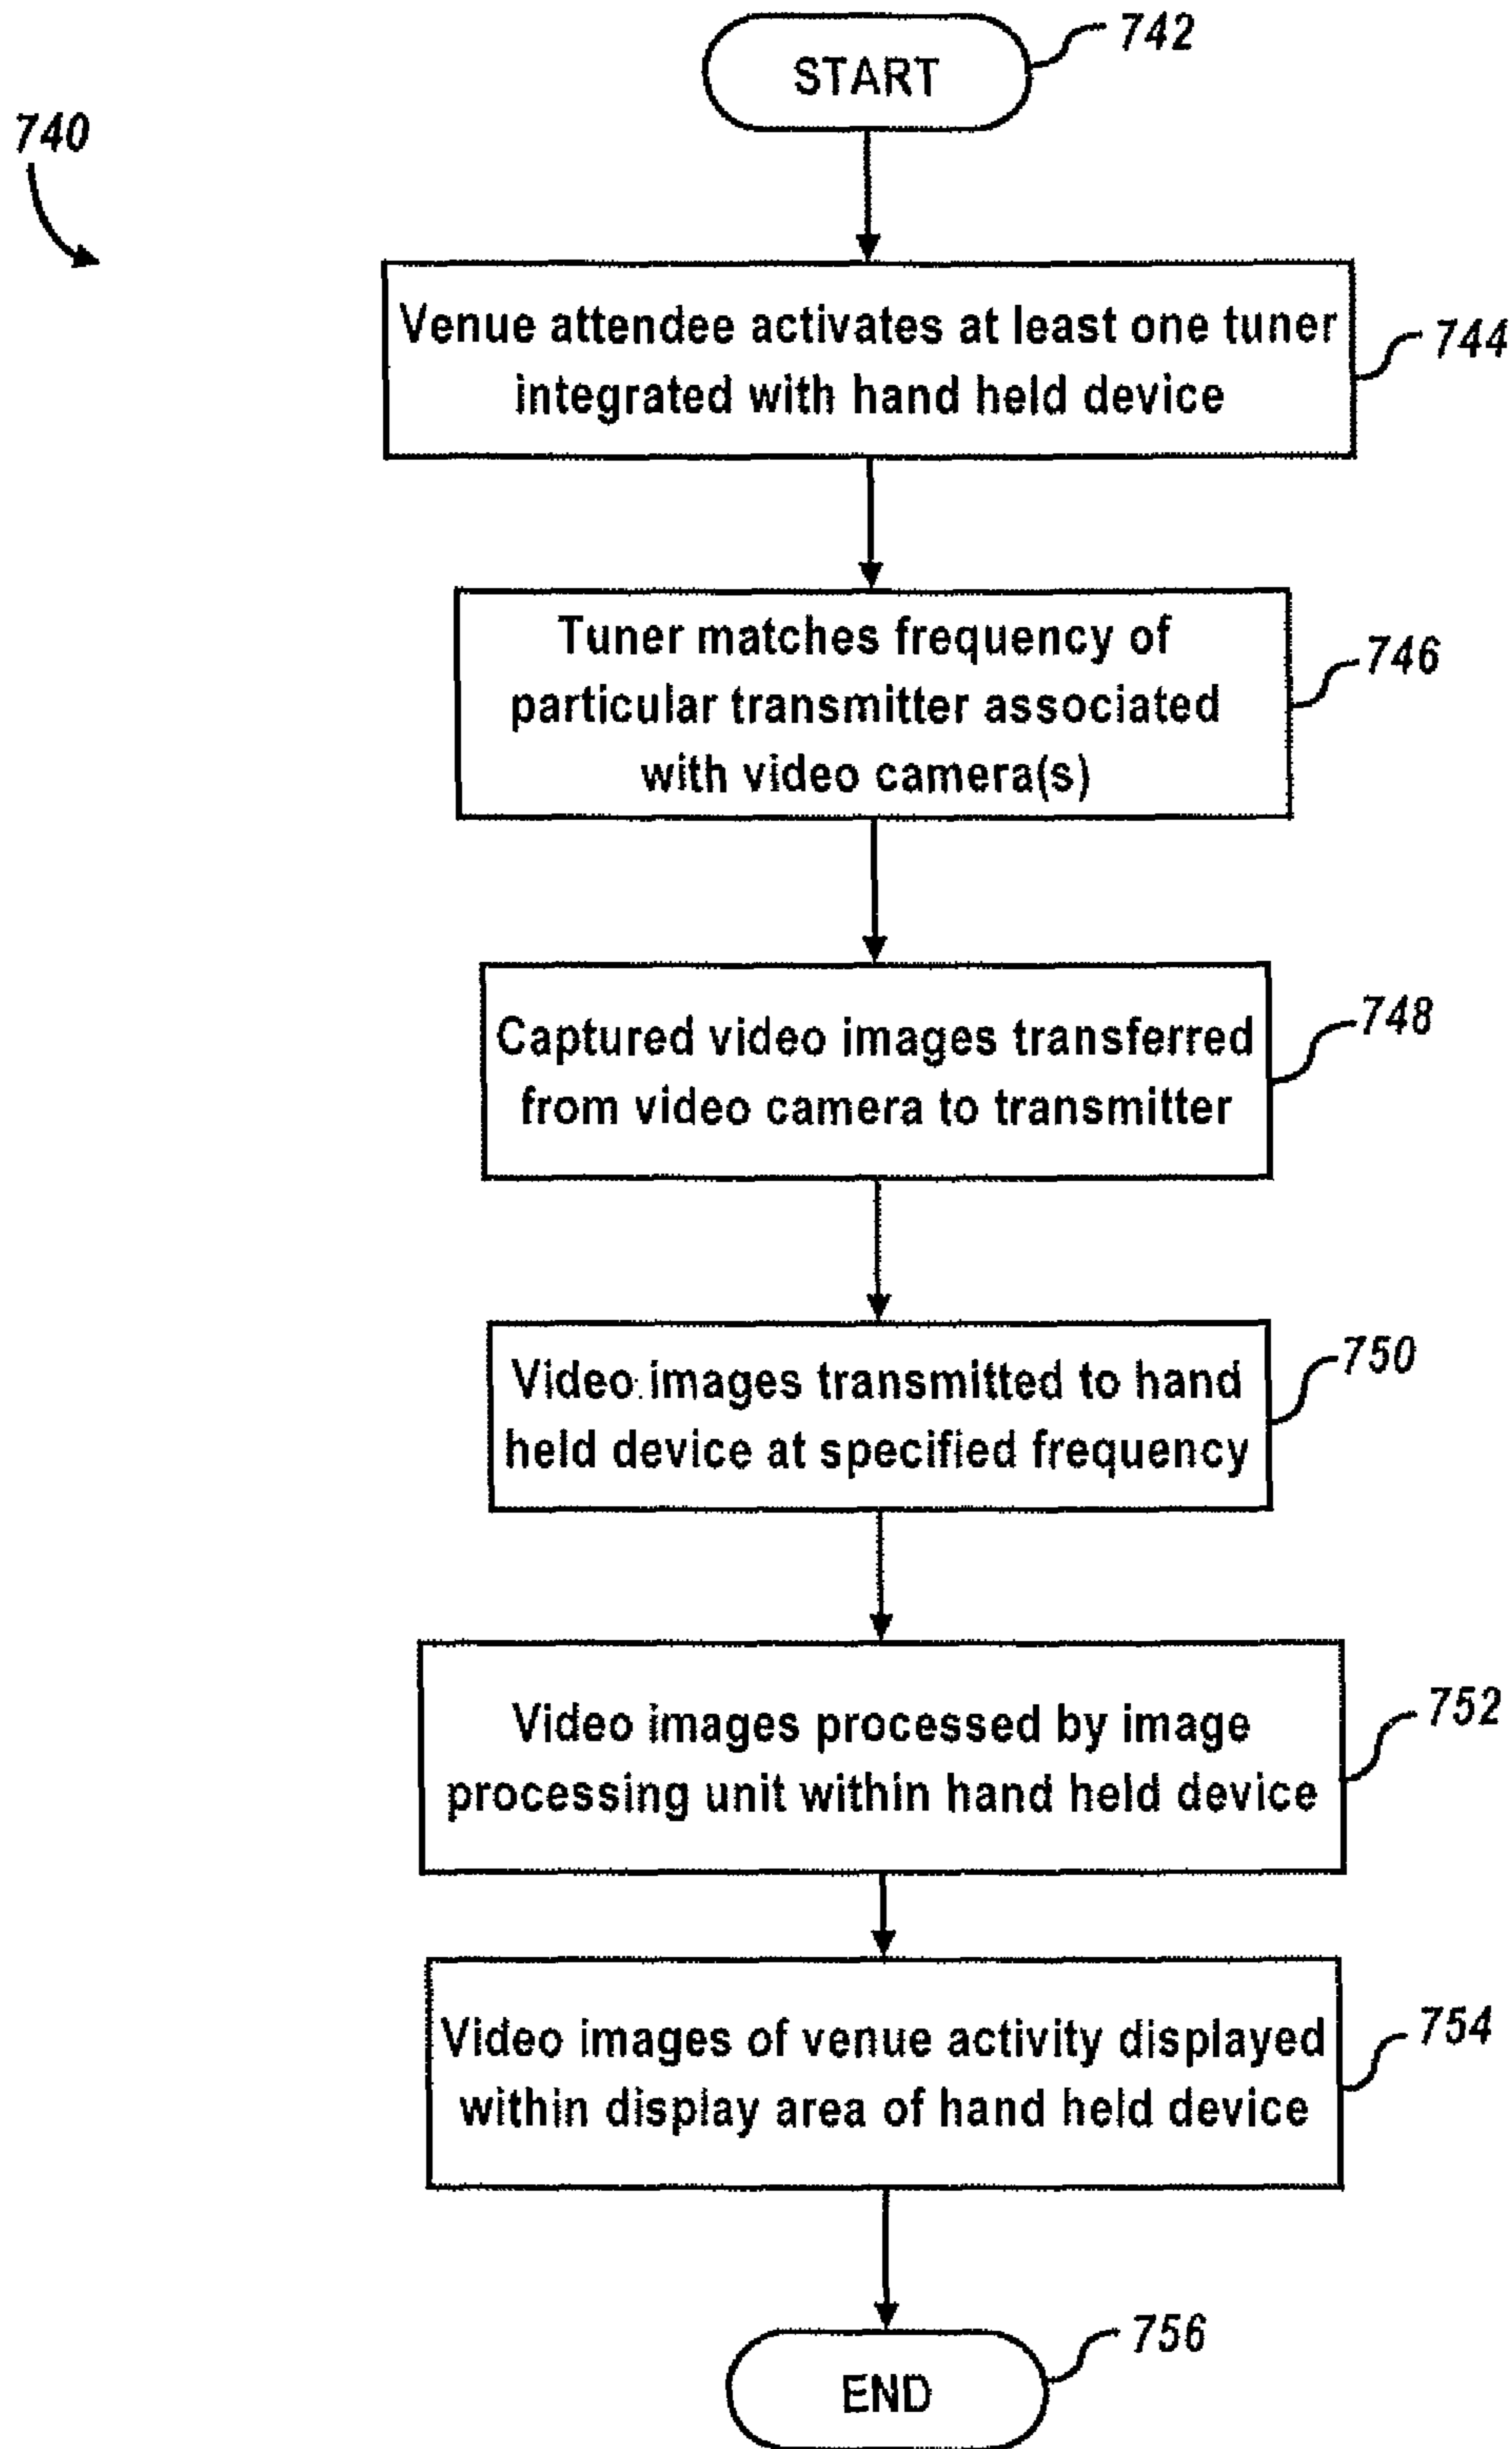 742
START
740
Venue attendee activates at least one tuner
integrated with hand held device
744
Tuner matches frequency of
particular transmitter associated
with video camera(s)
746
Captured video images transferred
from video camera to transmitter
748
Video images transmitted to hand
held device at specified frequency
750
Video images processed by image
processing unit within hand held device
752
Video images of venue activity displayed
within display area of hand held device
754
756
END